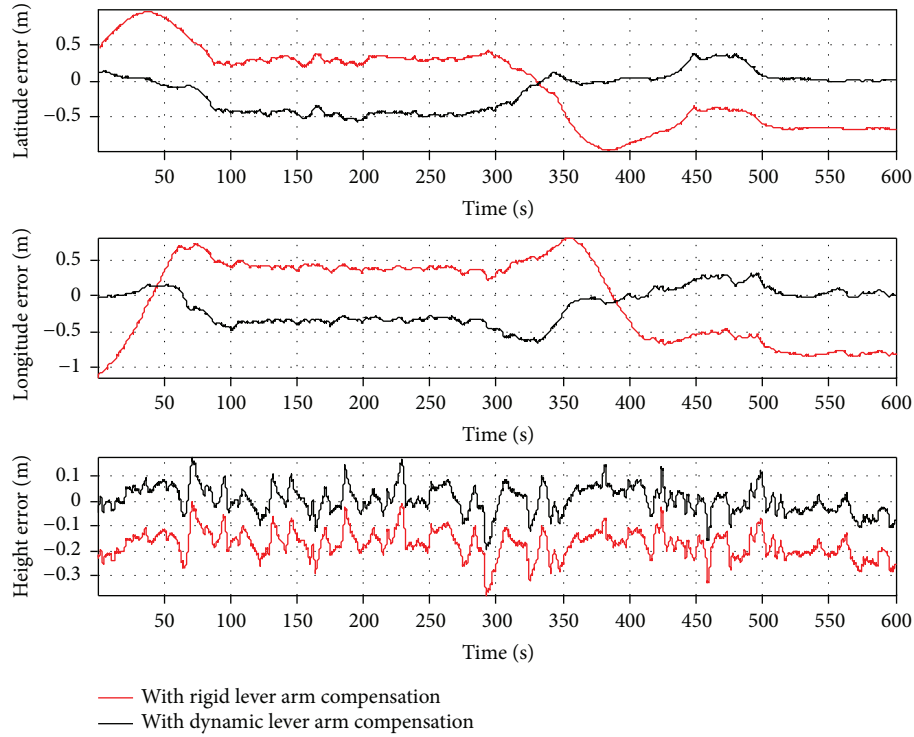 Latitude error (m)
0.5
0
−0.5
50 100 150 200 250 300 350 400 450 500 550 600
Time (s)
Longitude error (m)
0.5
0
−0.5
−1
50 100 150 200 250 300 350 400 450 500 550 600
Time (s)
Height error (m)
0.1
0
−0.1
−0.2
−0.3
50 100 150 200 250 300 350 400 450 500 550 600
Time (s)
With rigid lever arm compensation
With dynamic lever arm compensation